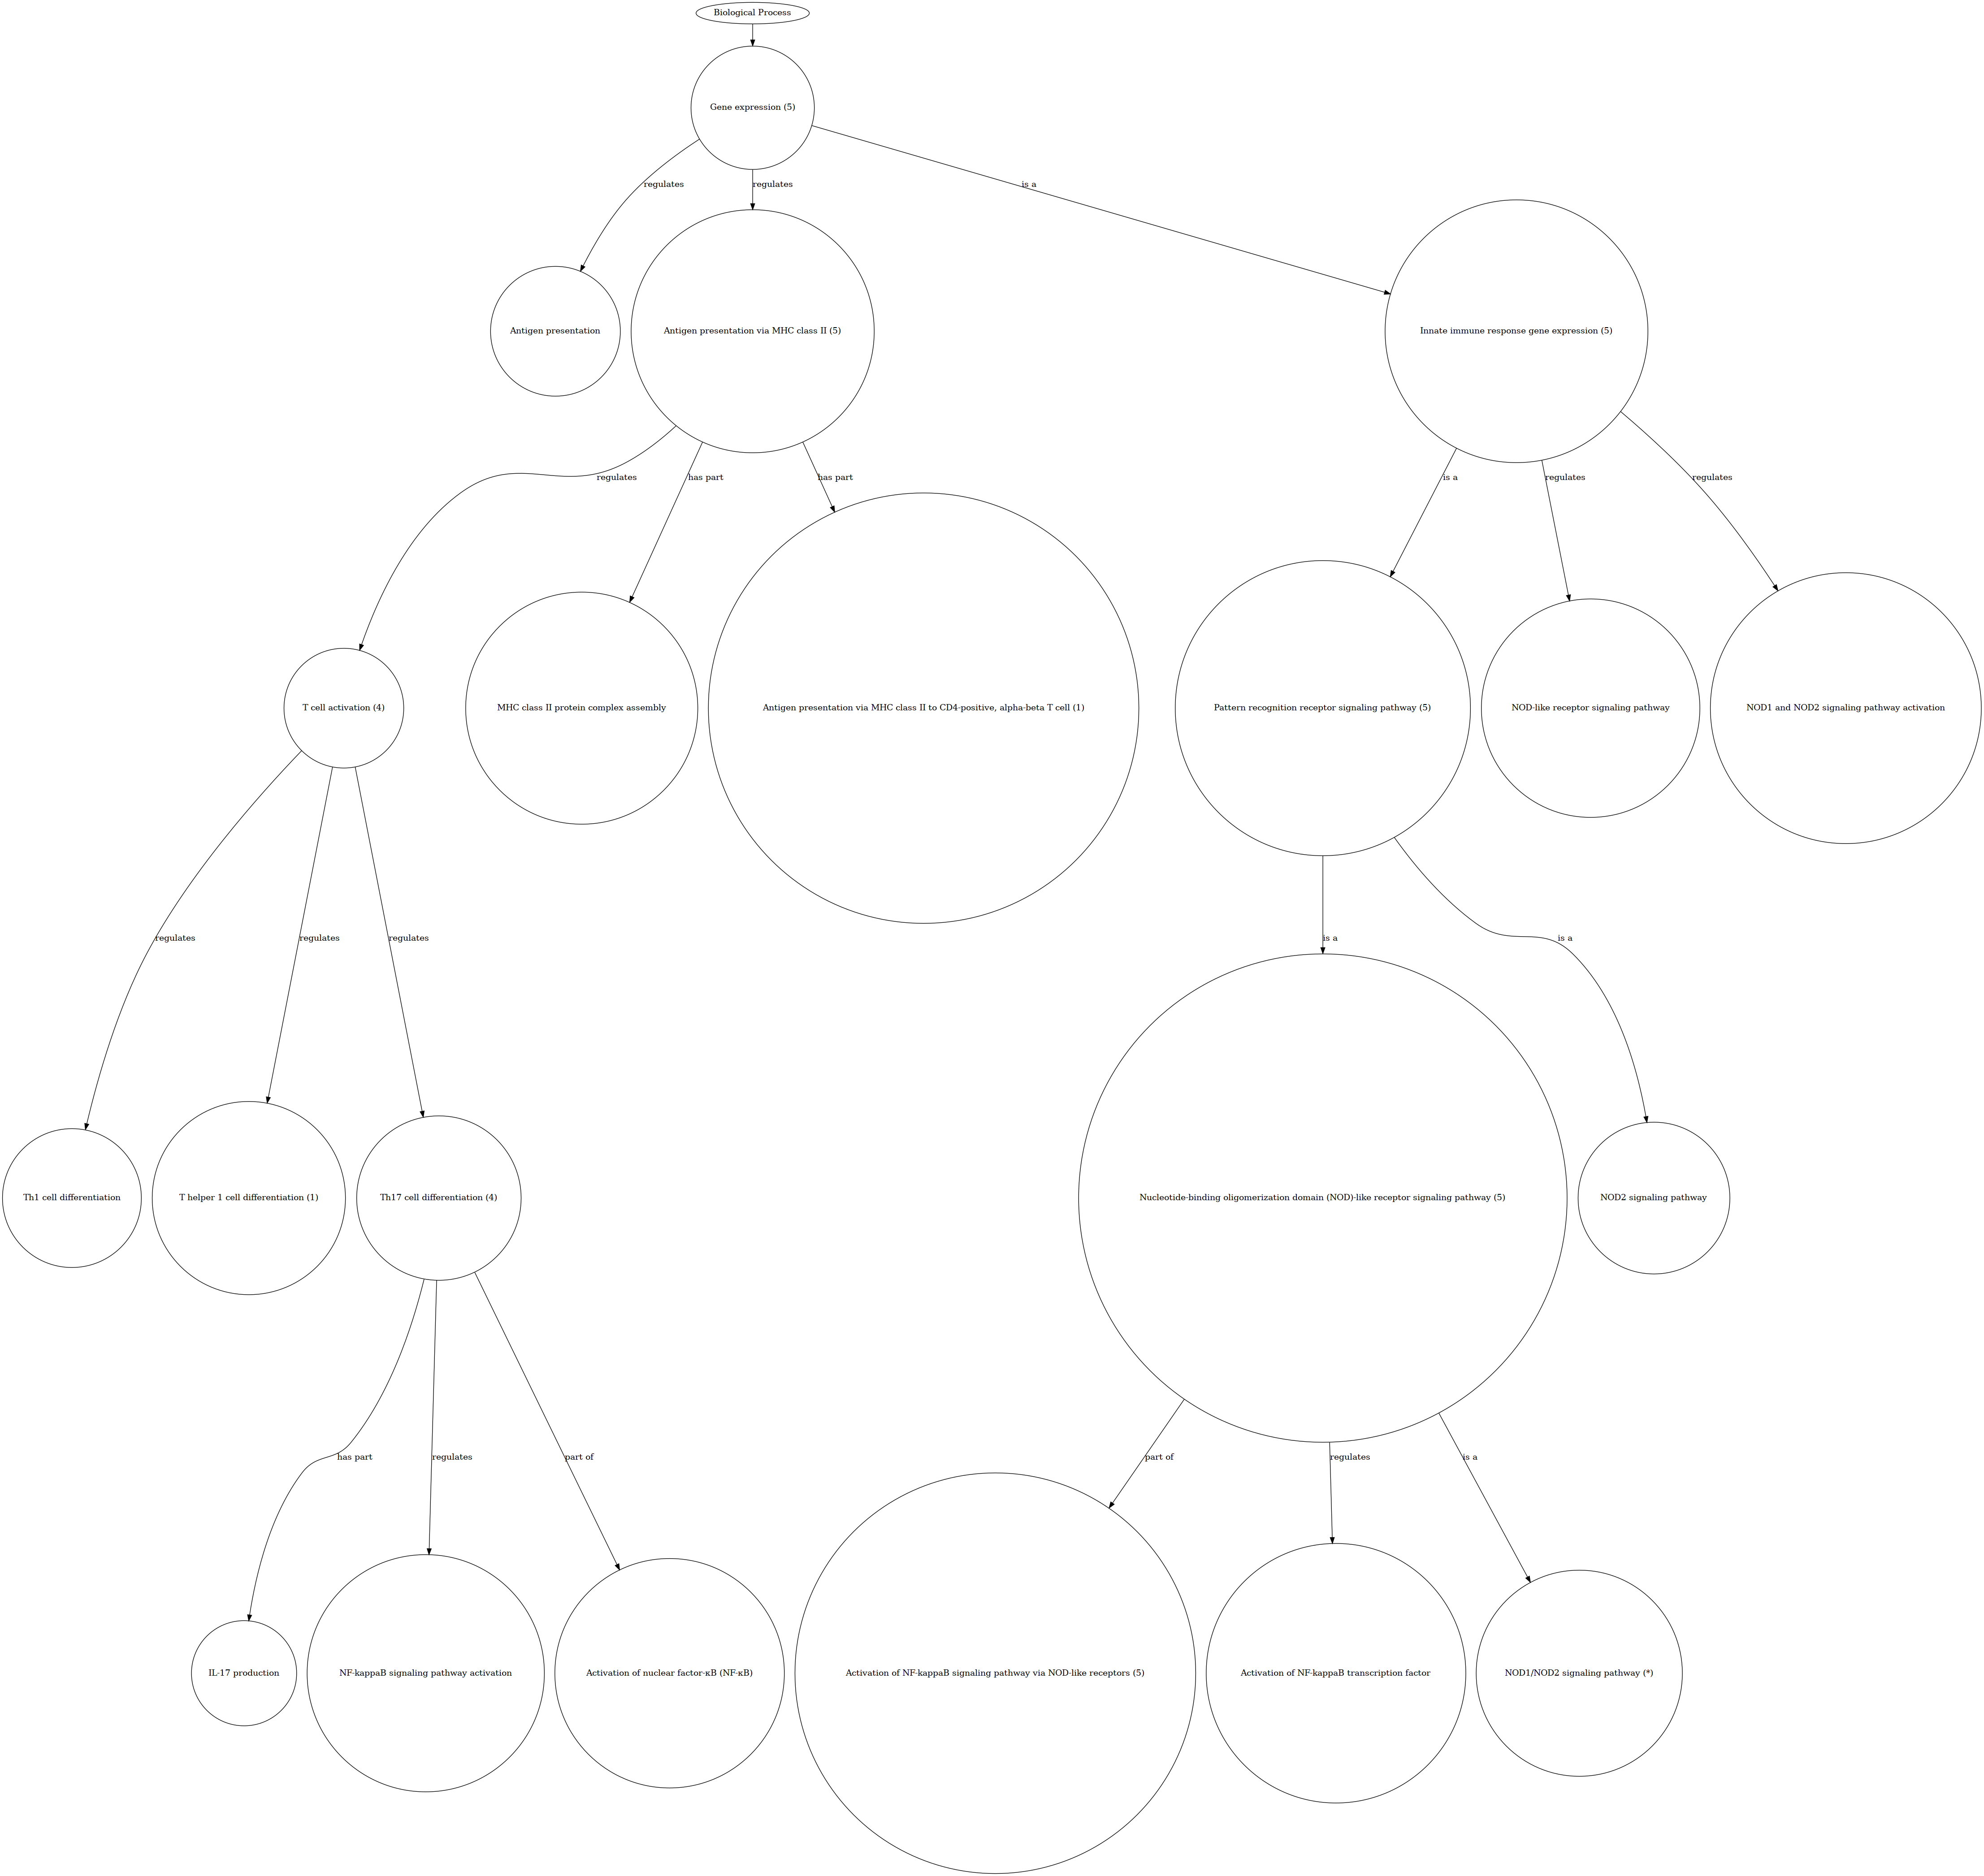 Biological Process
Gene expression (5)
regulates
regulates
is a
Antigen presentation
Antigen presentation via MHC class II (5)
Innate immune response gene expression (5)
regulates
has part
has part
is a
regulates
regulates
T cell activation (4)
MHC class II protein complex assembly
Antigen presentation via MHC class II to CD4-positive, alpha-beta T cell (1)
Pattern recognition receptor signaling pathway (5)
NOD-like receptor signaling pathway
NOD1 and NOD2 signaling pathway activation
regulates
regulates
regulates
is a
is a
Th1 cell differentiation
T helper 1 cell differentiation (1)
Th17 cell differentiation (4)
Nucleotide-binding oligomerization domain (NOD)-like receptor signaling pathway (5)
NOD2 signaling pathway
has part
regulates
part of
part of
regulates
is a
IL-17 production
NF-kappaB signaling pathway activation
Activation of nuclear factor-κB (NF-κB)
Activation of NF-kappaB signaling pathway via NOD-like receptors (5)
Activation of NF-kappaB transcription factor
NOD1/NOD2 signaling pathway (*)